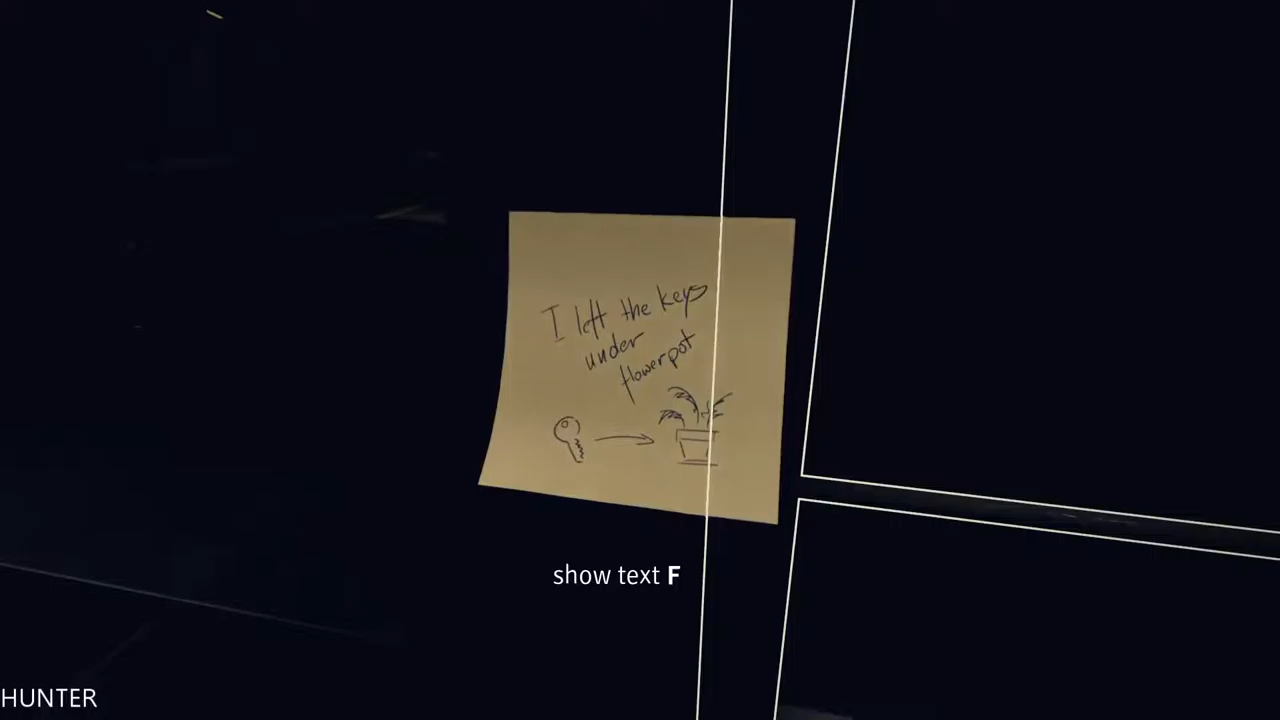 I left the keys
under
flowerpot
show text F
HUNTER